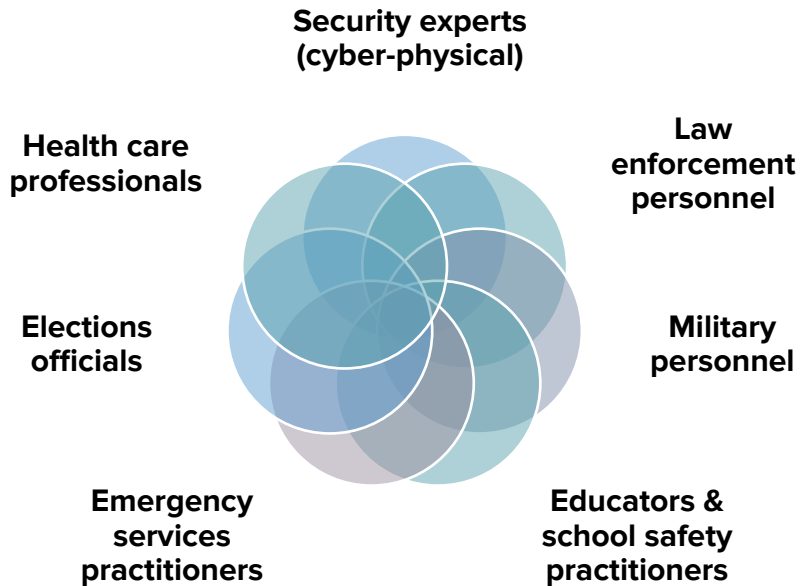 Security experts
(cyber-physical)
Law
enforcement
personnel
Health care
professionals
Elections
officials
Military
personnel
Emergency
services
practitioners
Educators &
school safety
practitioners